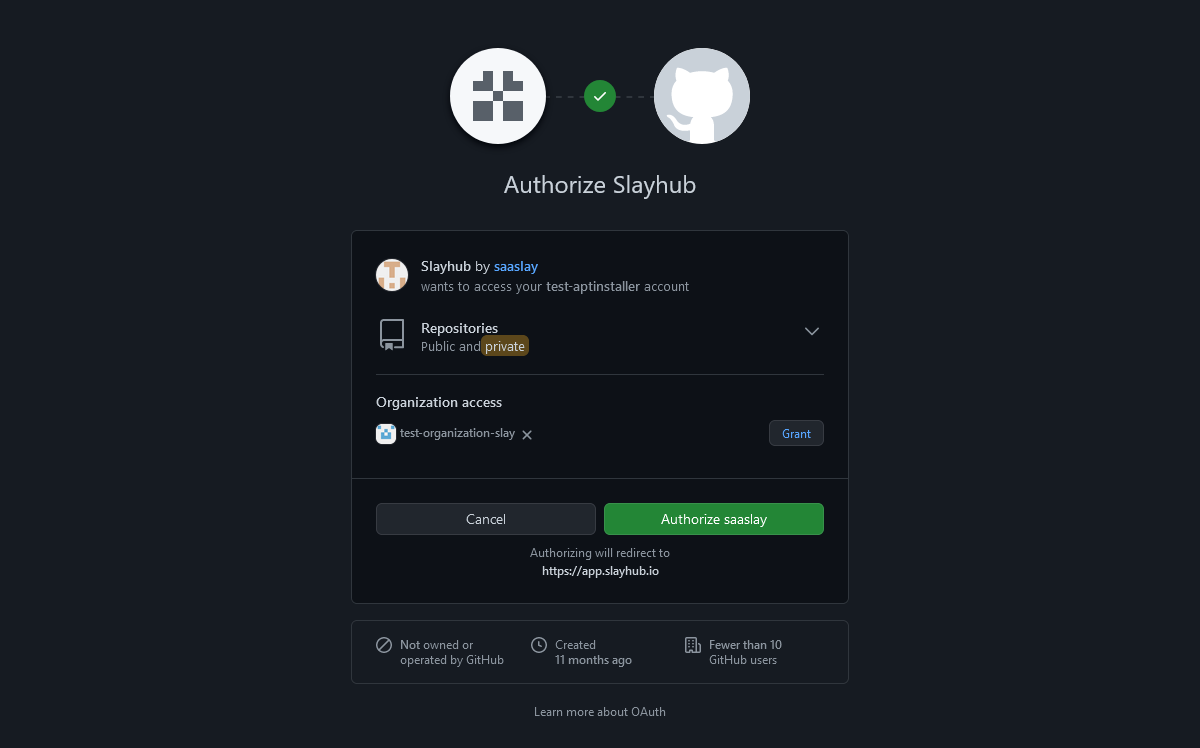 Authorize Slayhub
Slayhub by saaslay
wants to access your test-aptinstaller account
Repositories
Public and private
Organization access
test-organization-slay
Grant
Cancel
Authorize saaslay
Authorizing will redirect to
https://app.slayhub.io
Not owned or
operated by GitHub
Created
11 months ago
Fewer than 10
GitHub users
Learn more about OAuth